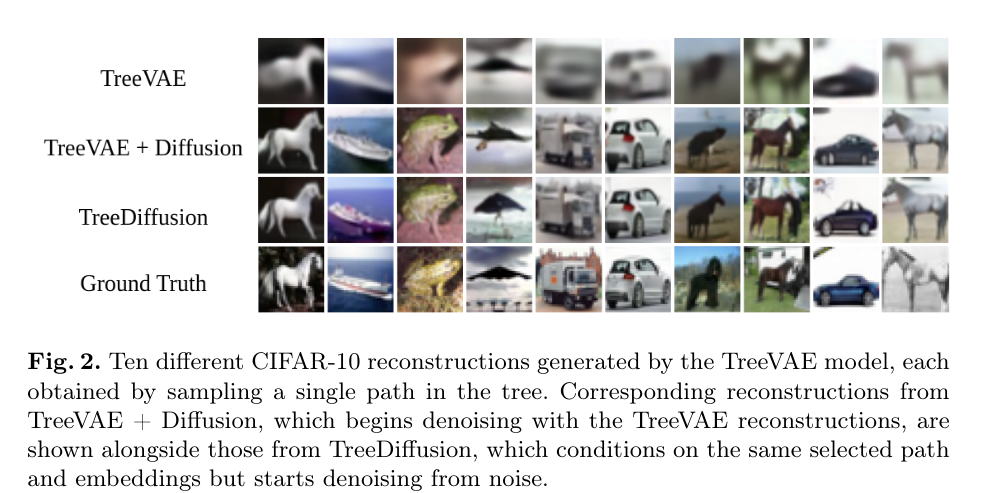 TreeVAE
TreeVAE + Diffusion
TreeDiffusion
Ground Truth
Fig. 2. Ten different CIFAR-10 reconstructions generated by the TreeVAE model, each
obtained by sampling a single path in the tree. Corresponding reconstructions from
TreeVAE + Diffusion, which begins denoising with the TreeVAE reconstructions, are
shown alongside those from TreeDiffusion, which conditions on the same selected path
and embeddings but starts denoising from noise.